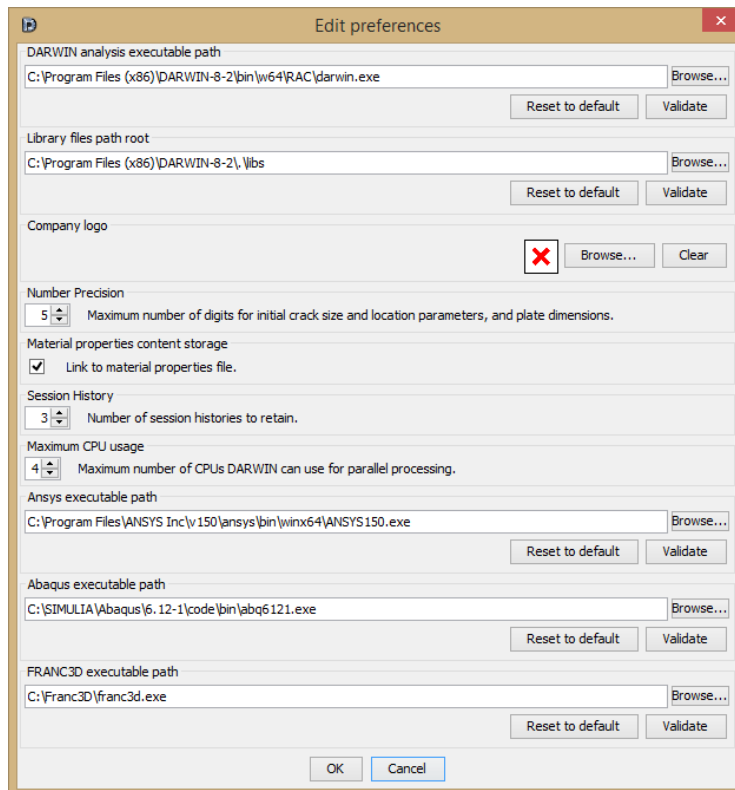 Edit preferences
DARWIN analysis executable path
C:\Program Files (x86)\DARWIN-8-2\bin\w64\RAC\darwin.exe Browse...
Reset to default Validate
Library files path root
C:\Program Files (x86)\DARWIN-8-2\.\libs Browse...
Reset to default Validate
Company logo
Browse... Clear
Number Precision
5 Maximum number of digits for initial crack size and location parameters, and plate dimensions.
Material properties content storage
Link to material properties file.
Session History
3 Number of session histories to retain.
Maximum CPU usage
4 Maximum number of CPUs DARWIN can use for parallel processing.
Ansys executable path
C:\Program Files\ANSYS Inc\v150\ansys\bin\winx64\ANSYS150.exe Browse...
Reset to default Validate
Abaqus executable path
C:\SIMULIA\Abaqus\6.12-1\code\bin\abq6121.exe Browse...
Reset to default Validate
FRANC3D executable path
C:\Franc3D\franc3d.exe Browse...
Reset to default Validate
OK Cancel